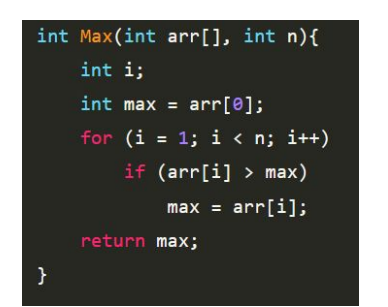 int Max(int arr[], int n){
    int i;
    int max = arr[0];
    for (i = 1; i < n; i++)
        if (arr[i] > max)
            max = arr[i];
    return max;
}